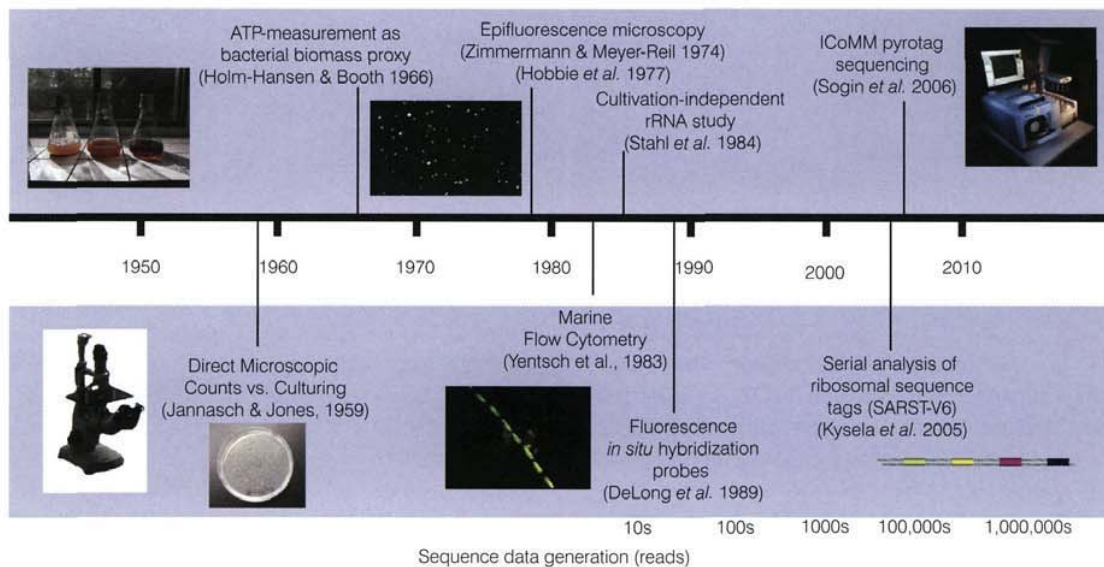 ATP-measurement as
bacterial biomass proxy
(Holm-Hansen & Booth 1966)
Epifluorescence microscopy
(Zimmermann & Meyer-Reil 1974)
(Hobbie et al. 1977)
Cultivation-independent
rRNA study
(Stahl et al. 1984)
ICoMM pyrotag
sequencing
(Sogin et al. 2006)
1950 1960 1970 1980 1990 2000 2010
Direct Microscopic
Counts vs. Culturing
(Jannasch & Jones, 1959)
Marine
Flow Cytometry
(Yentsch et al., 1983)
Fluorescence
in situ hybridization
probes
(DeLong et al. 1989)
Serial analysis of
ribosomal sequence
tags (SARST-V6)
(Kysela et al. 2005)
10s 100s 1000s 100,000s 1,000,000s
Sequence data generation (reads)